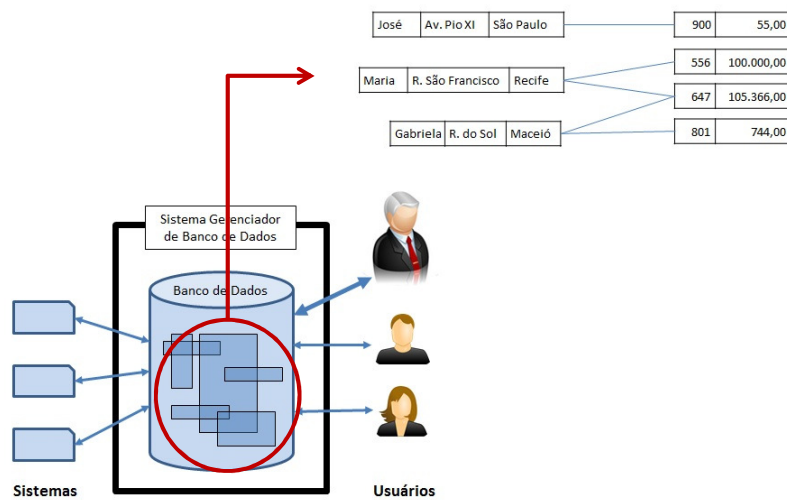 José Av. Pio XI São Paulo 900 55,00
556 100.000,00
Maria R. São Francisco Recife
647 105.366,00
Gabriela R. do Sol Maceió 801 744,00
Sistema Gerenciador
de Banco de Dados
Banco de Dados
Sistemas Usuários